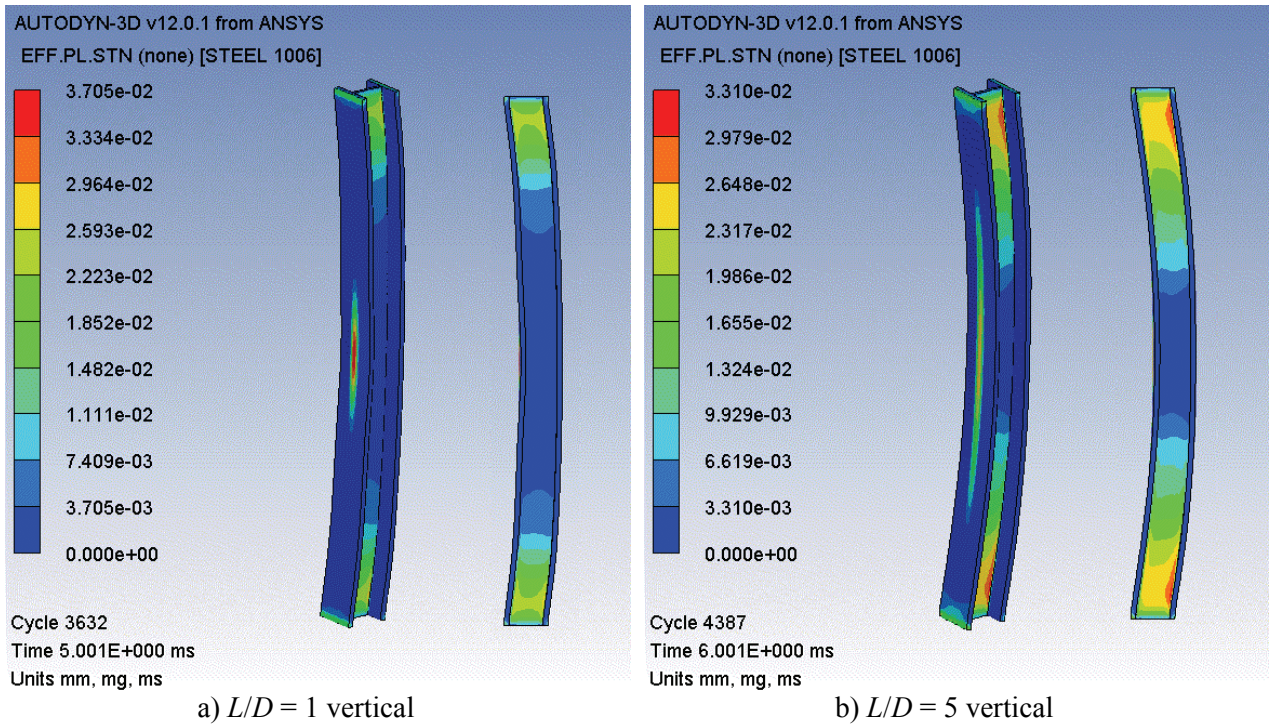 AUTODYN-3D v12.0.1 from ANSYS
EFF.PL.STN (none) [STEEL 1006]
3.705e-02
3.334e-02
2.964e-02
2.593e-02
2.223e-02
1.852e-02
1.482e-02
1.111e-02
7.409e-03
3.705e-03
0.000e+00
Cycle 3632
Time 5.001E+000 ms
Units mm, mg, ms
a) L/D = 1 vertical
AUTODYN-3D v12.0.1 from ANSYS
EFF.PL.STN (none) [STEEL 1006]
3.310e-02
2.979e-02
2.648e-02
2.317e-02
1.986e-02
1.655e-02
1.324e-02
9.929e-03
6.619e-03
3.310e-03
0.000e+00
Cycle 4387
Time 6.001E+000 ms
Units mm, mg, ms
b) L/D = 5 vertical